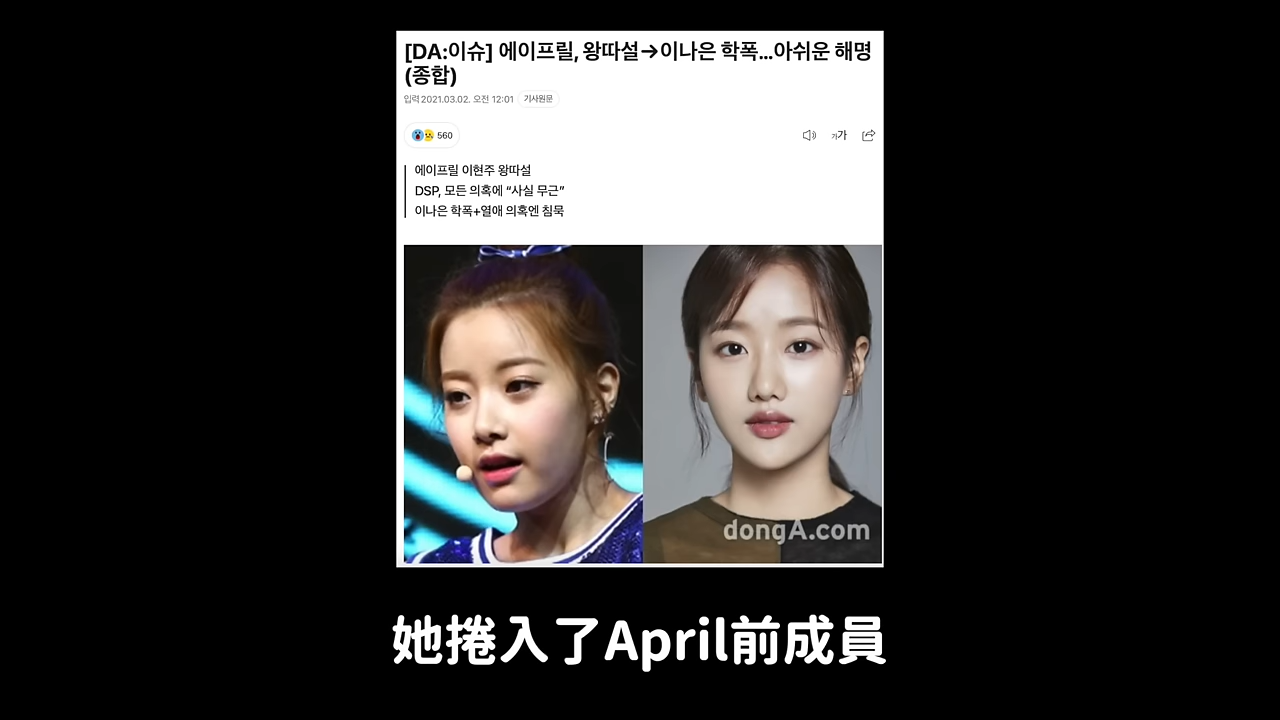 [DA:이슈] 에이프릴, 왕따설→이나은 학폭…아쉬운 해명
(종합)
입력 2021.03.02. 오전 12:01 기사원문
560
가가
에이프릴 이현주 왕따설
DSP, 모든 의혹에 “사실 무근”
이나은 학폭+열애 의혹엔 침묵
dongA.com
她捲入了April前成員